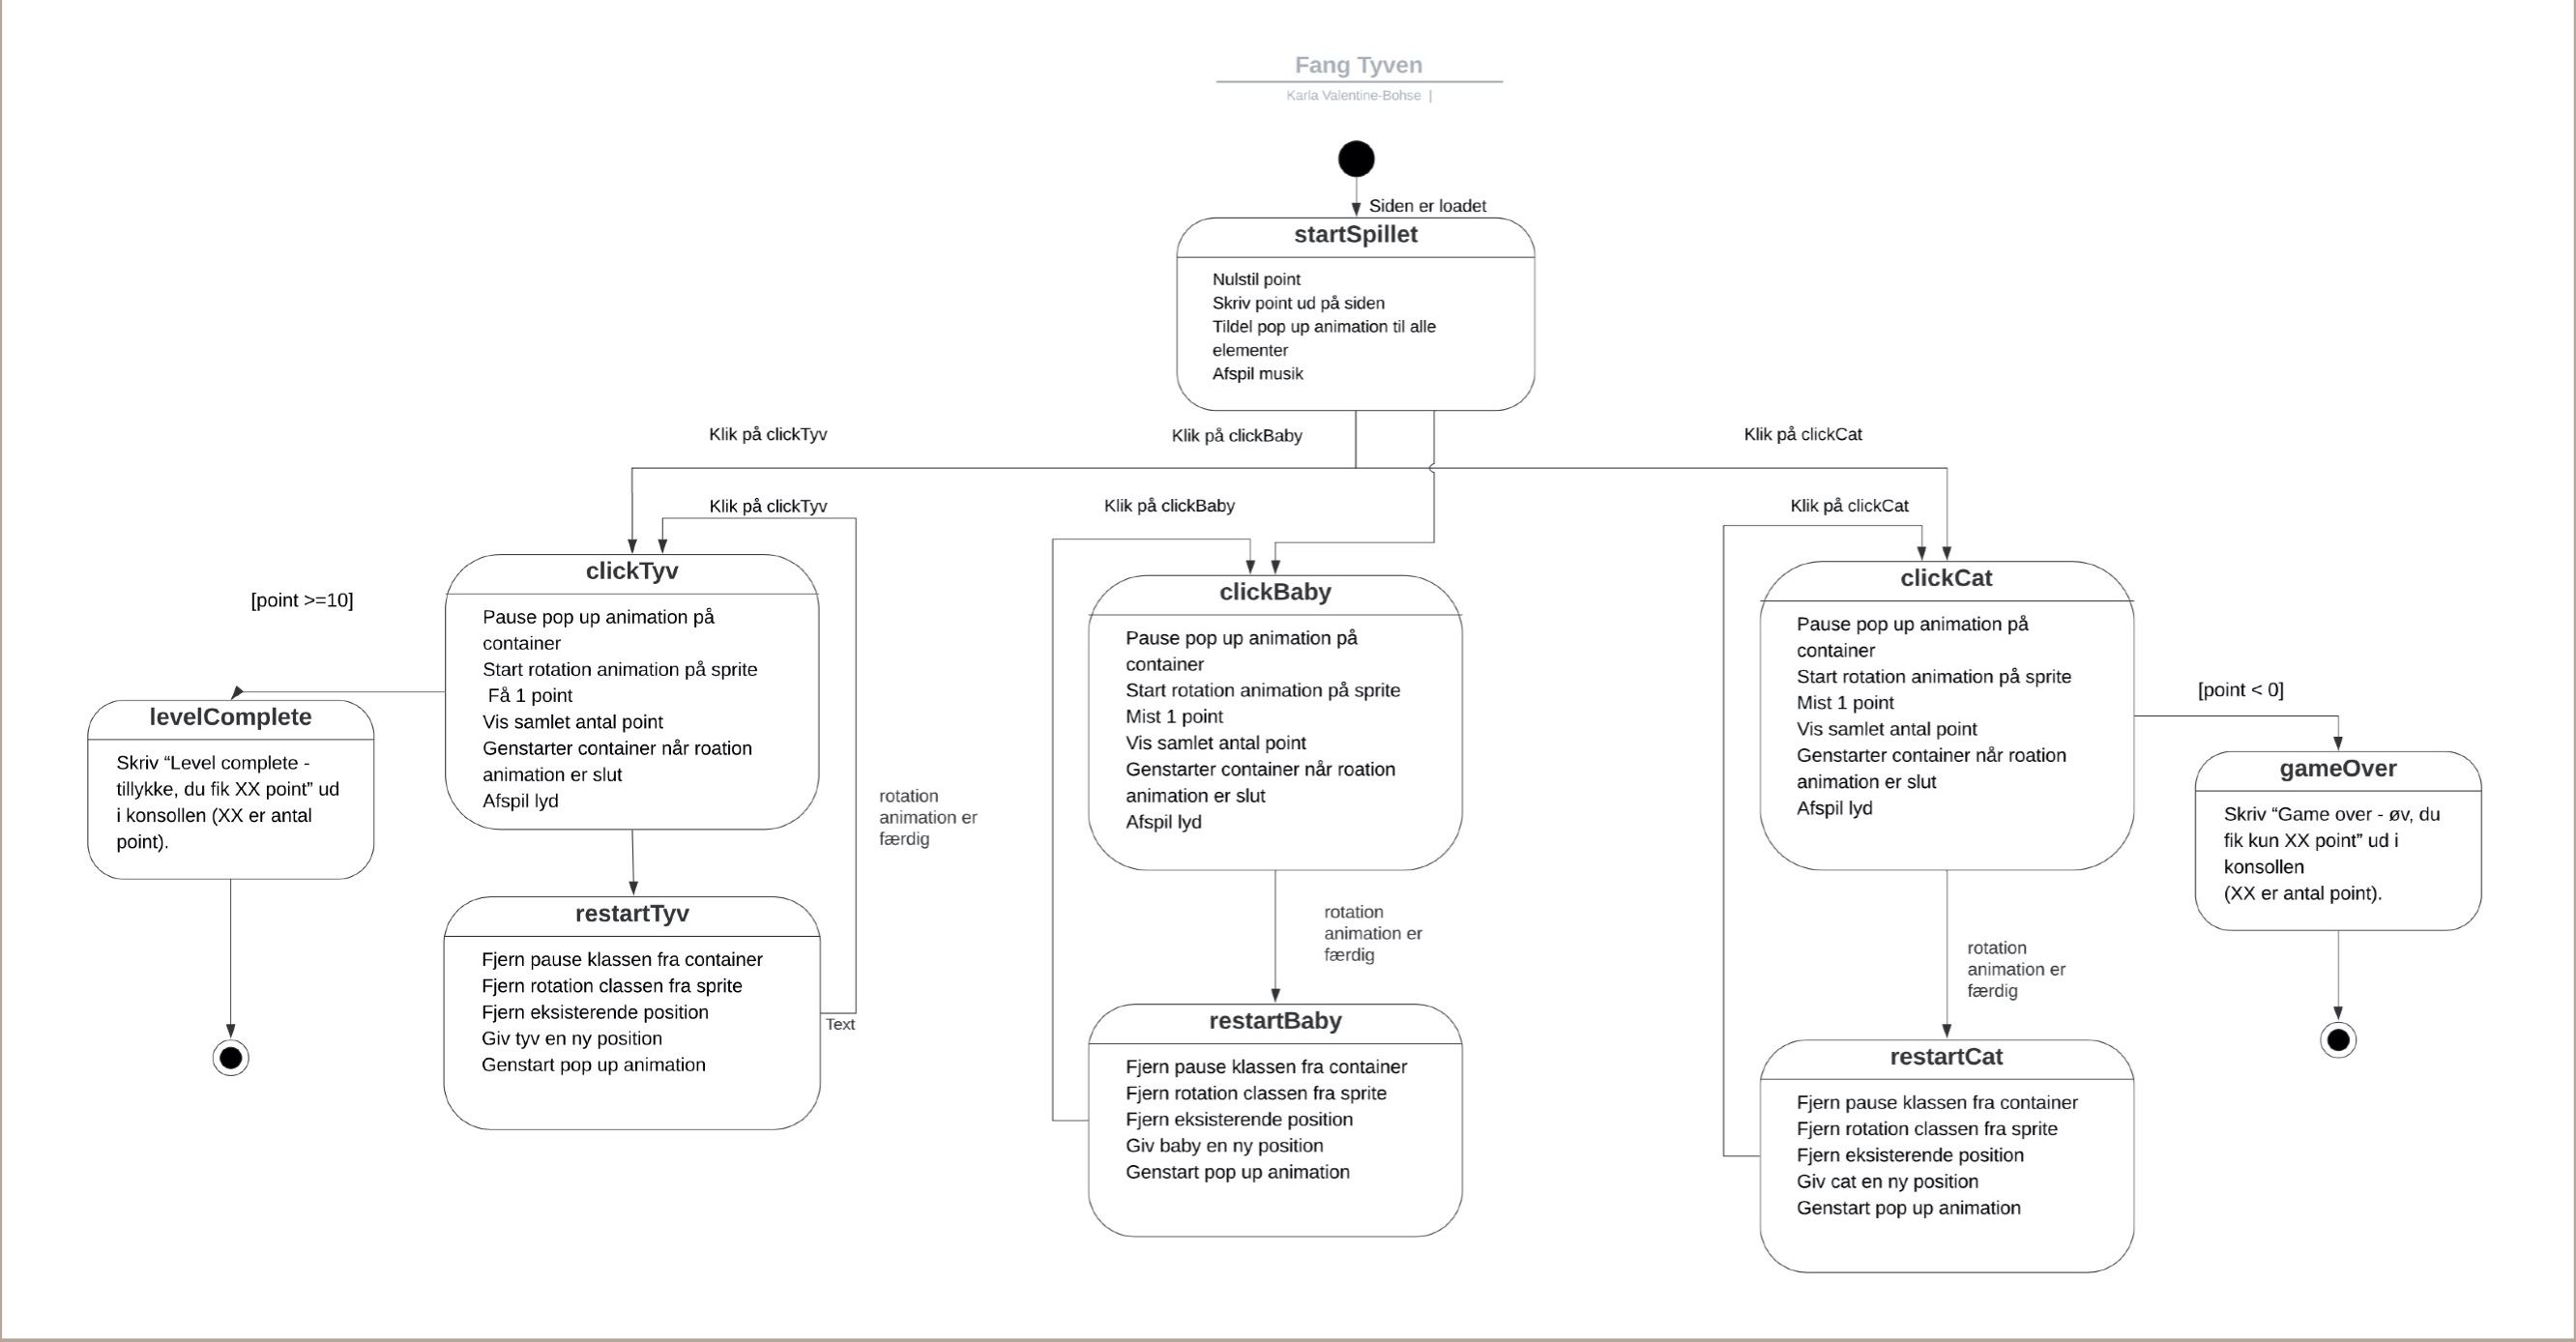 Fang Tyven
Karla Valentine-Bohse |
Siden er loadet
startSpillet
Nulstil point
Skriv point ud på siden
Tildel pop up animation til alle
elementer
Afspil musik
Klik på clickTyv
Klik på clickBaby
Klik på clickCat
Klik på clickTyv
Klik på clickBaby
Klik på clickCat
[point >=10]
clickTyv
Pause pop up animation på
container
Start rotation animation på sprite
Få 1 point
Vis samlet antal point
Genstarter container når roation
animation er slut
Afspil lyd
clickBaby
Pause pop up animation på
container
Start rotation animation på sprite
Mist 1 point
Vis samlet antal point
Genstarter container når roation
animation er slut
Afspil lyd
clickCat
Pause pop up animation på
container
Start rotation animation på sprite
Mist 1 point
Vis samlet antal point
Genstarter container når roation
animation er slut
Afspil lyd
[point < 0]
levelComplete
Skriv “Level complete -
tillykke, du fik XX point” ud
i konsollen (XX er antal
point).
gameOver
Skriv “Game over - øv, du
fik kun XX point” ud i
konsollen
(XX er antal point).
rotation
animation er
færdig
rotation
animation er
færdig
rotation
animation er
færdig
restartTyv
Fjern pause klassen fra container
Fjern rotation classen fra sprite
Fjern eksisterende position
Giv tyv en ny position
Genstart pop up animation
Text
restartBaby
Fjern pause klassen fra container
Fjern rotation classen fra sprite
Fjern eksisterende position
Giv baby en ny position
Genstart pop up animation
restartCat
Fjern pause klassen fra container
Fjern rotation classen fra sprite
Fjern eksisterende position
Giv cat en ny position
Genstart pop up animation